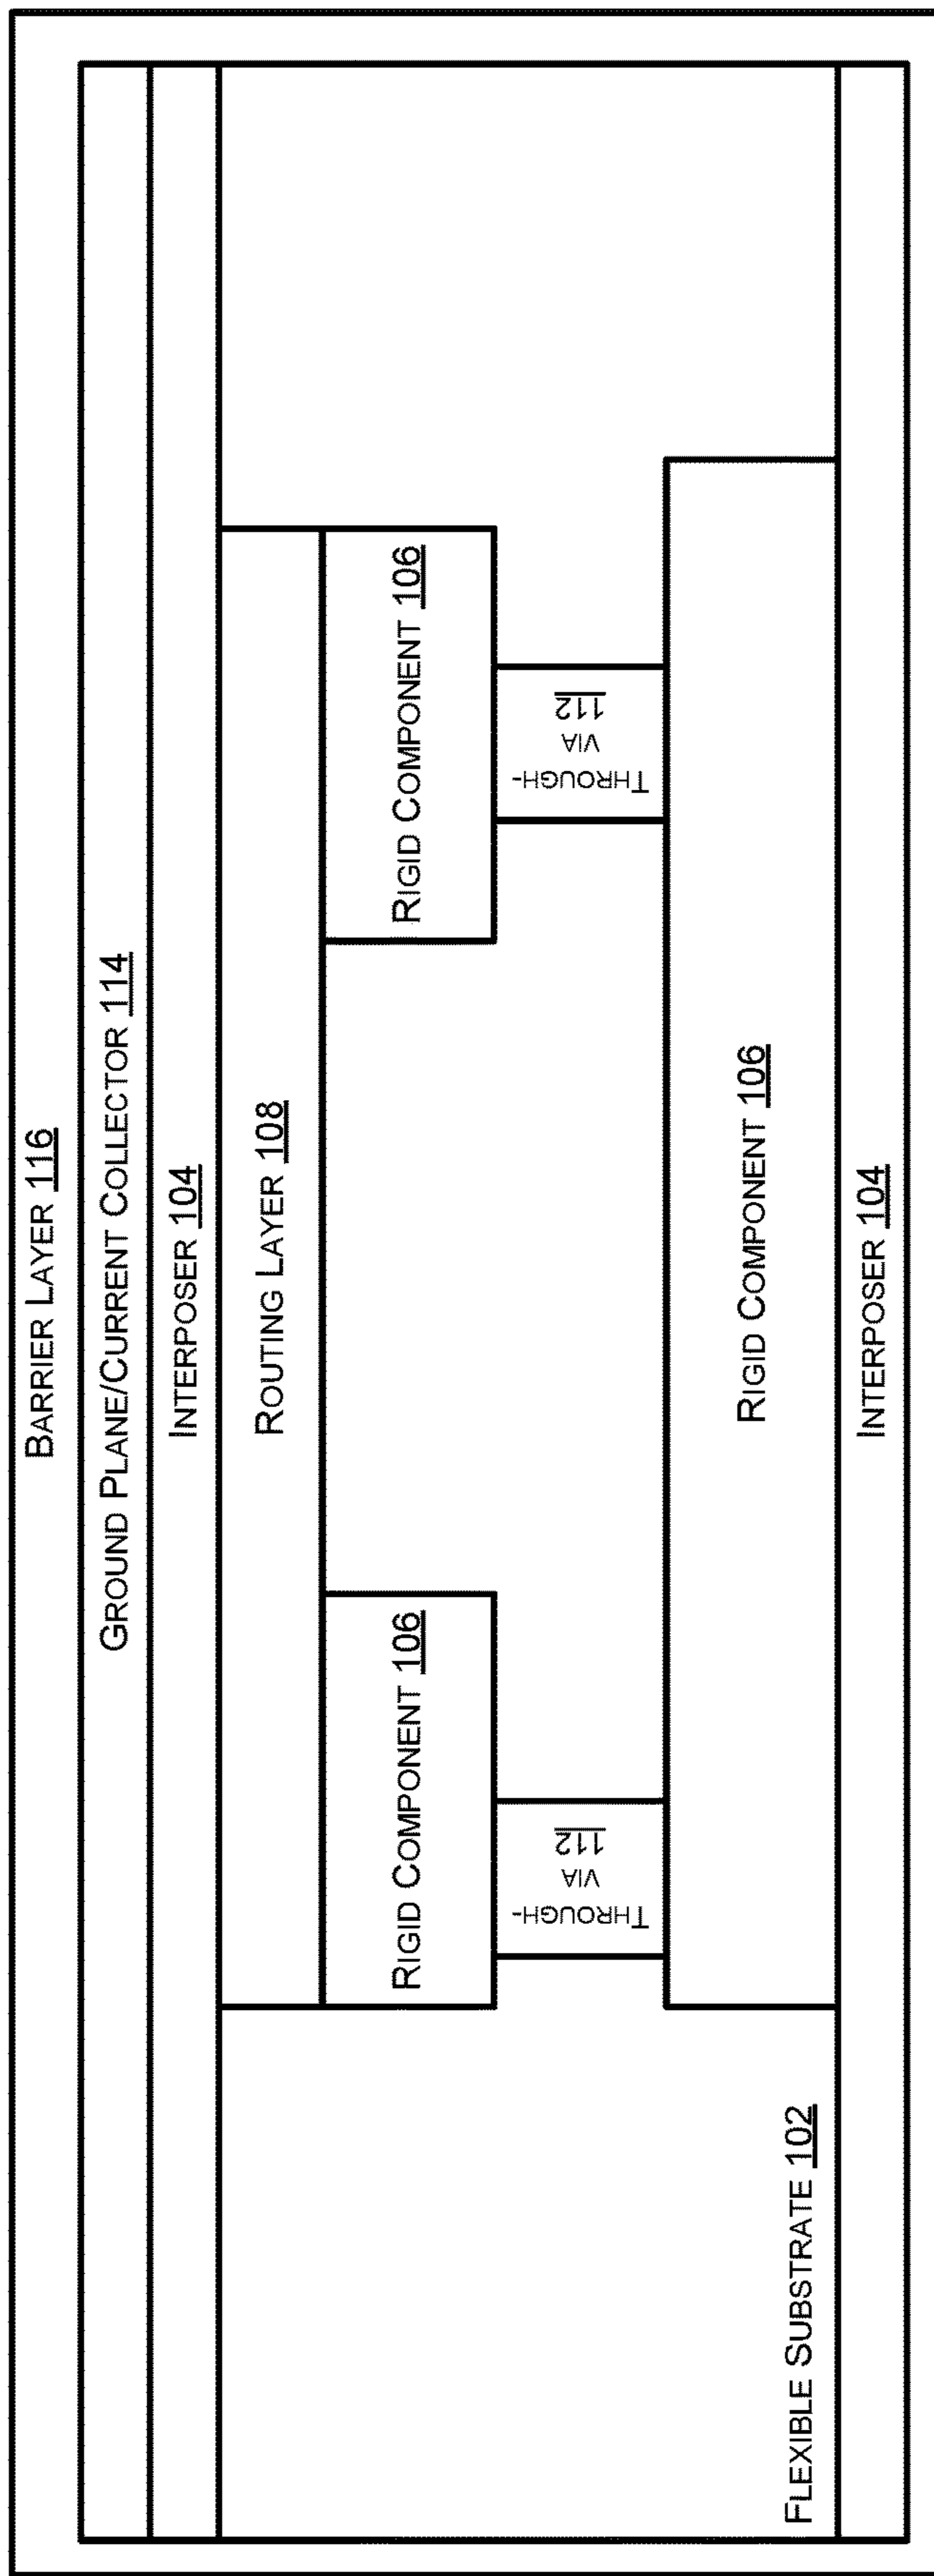 BARRIER LAYER 116
GROUND PLANE/CURRENT COLLECTOR 114
INTERPOSER 104
ROUTING LAYER 108
RIGID COMPONENT 106
RIGID COMPONENT 106
THROUGH-
VIA
112
THROUGH-
VIA
112
RIGID COMPONENT 106
FLEXIBLE SUBSTRATE 102
INTERPOSER 104